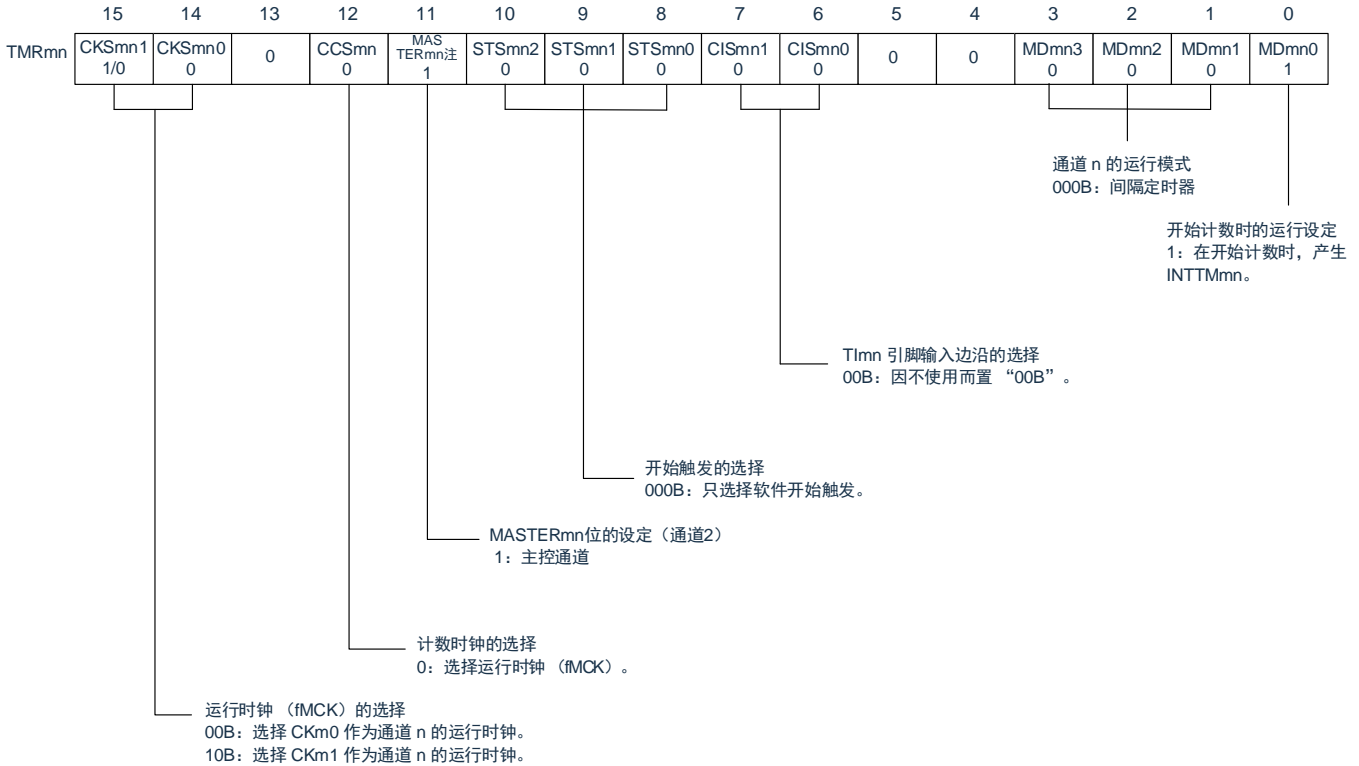 15 14 13 12 11 10 9 8 7 6 5 4 3 2 1 0
TMRmn CKSmn1 CKSmn0 0 CCSmn MAS STSmn2 STSmn1 STSmn0 CISmn1 CISmn0 0 0 MDmn3 MDmn2 MDmn1 MDmn0
TERmn注
1/0 0 0 1 0 0 0 0 0 0 0 0 1
通道 n 的运行模式
000B：间隔定时器
开始计数时的运行设定
1：在开始计数时，产生
INTTMmn。
TImn 引脚输入边沿的选择
00B：因不使用而置 “00B”。
开始触发的选择
000B：只选择软件开始触发。
MASTERmn位的设定（通道2）
1：主控通道
计数时钟的选择
0：选择运行时钟 （fMCK）。
运行时钟 （fMCK）的选择
00B：选择 CKm0 作为通道 n 的运行时钟。
10B：选择 CKm1 作为通道 n 的运行时钟。